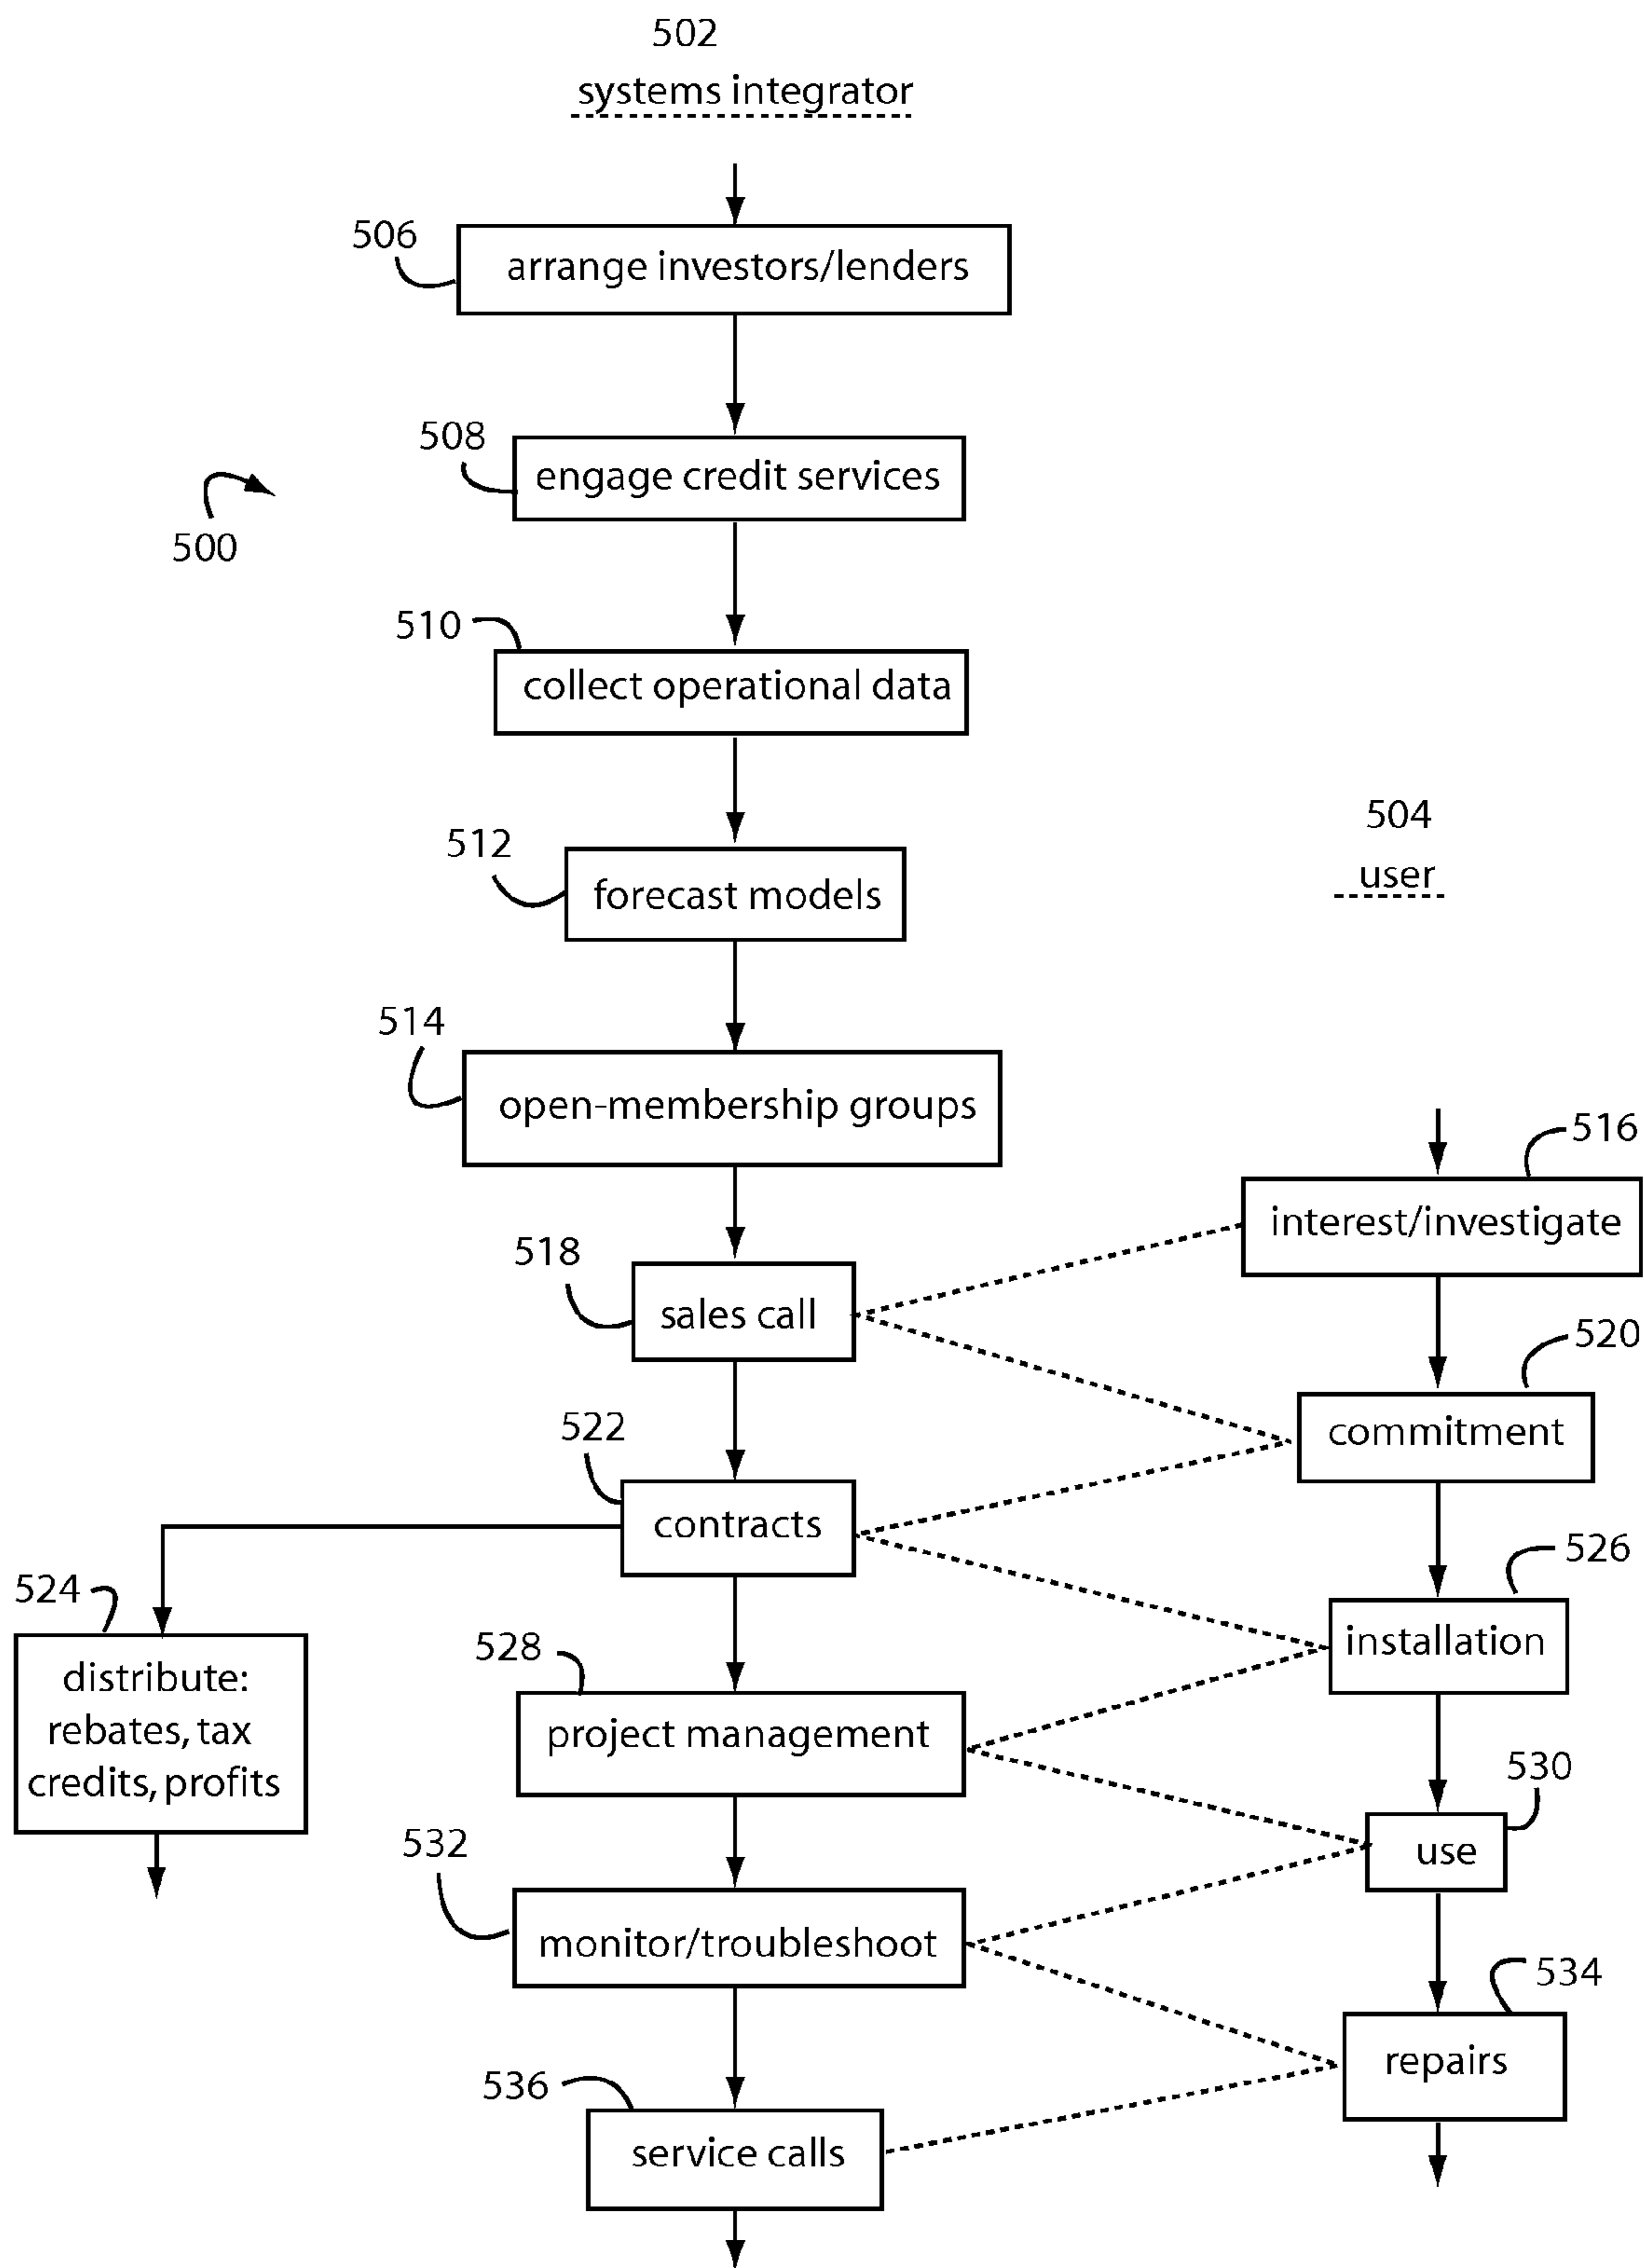 502
systems integrator
506
arrange investors/lenders
508
engage credit services
500
510
collect operational data
504
user
512
forecast models
514
open-membership groups
516
interest/investigate
518
sales call
520
commitment
522
contracts
524
distribute:
rebates, tax
credits, profits
526
installation
528
project management
530
use
532
monitor/troubleshoot
534
repairs
536
service calls